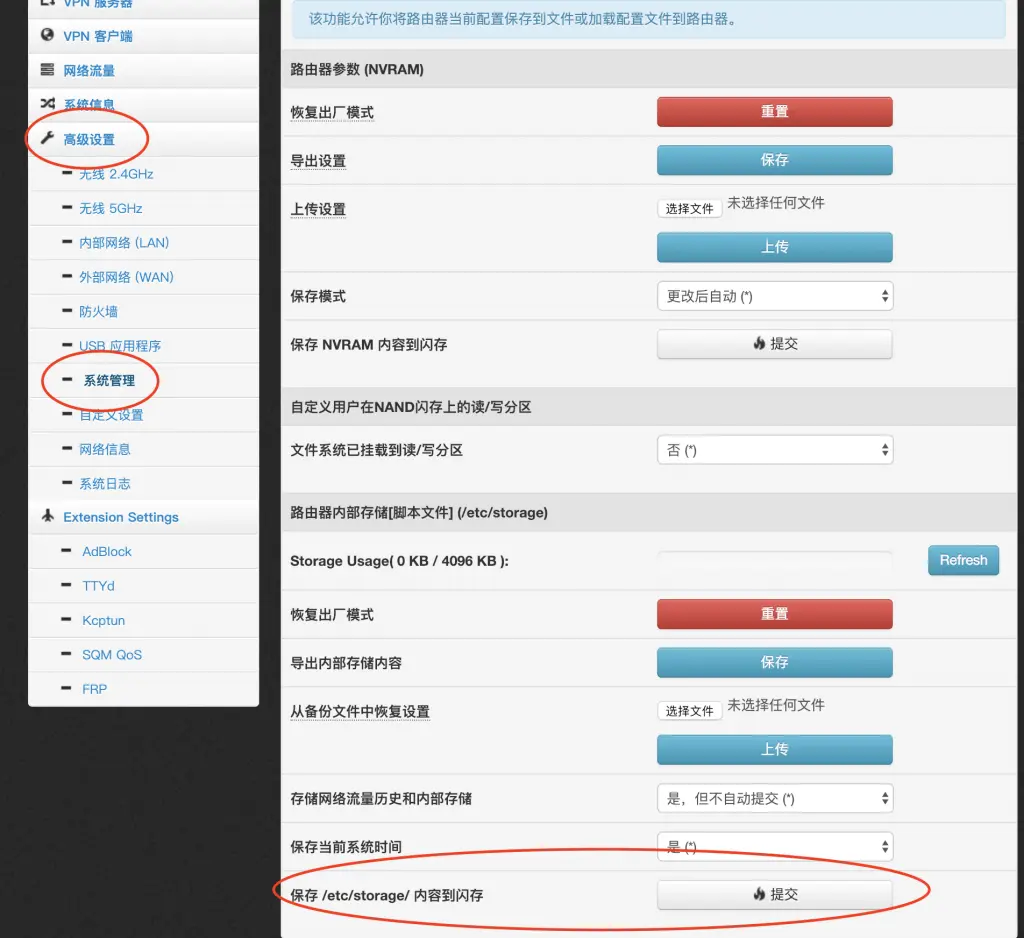 VPN 服务器
VPN 客户端
网络流量
系统信息
高级设置
无线 2.4GHz
无线 5GHz
内部网络 (LAN)
外部网络 (WAN)
防火墙
USB 应用程序
系统管理
自定义设置
网络信息
系统日志
Extension Settings
AdBlock
TTYd
Kcptun
SQM QoS
FRP
该功能允许你将路由器当前配置保存到文件或加载配置文件到路由器。
路由器参数 (NVRAM)
恢复出厂模式 重置
导出设置 保存
上传设置 选择文件 未选择任何文件
上传
保存模式 更改后自动 (*)
保存 NVRAM 内容到闪存 提交
自定义用户在NAND闪存上的读/写分区
文件系统已挂载到读/写分区 否 (*)
路由器内部存储[脚本文件] (/etc/storage)
Storage Usage( 0 KB / 4096 KB ): Refresh
恢复出厂模式 重置
导出内部存储内容 保存
从备份文件中恢复设置 选择文件 未选择任何文件
上传
存储网络流量历史和内部存储 是，但不自动提交 (*)
保存当前系统时间 是 (*)
保存 /etc/storage/ 内容到闪存 提交